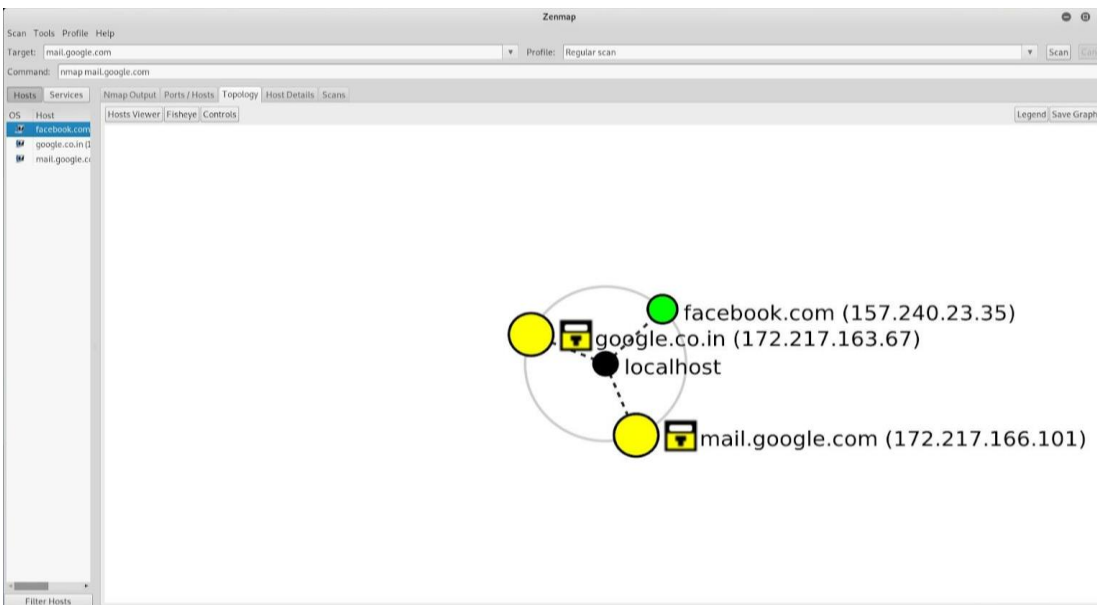 Zenmap
Scan Tools Profile Help
Target: mail.google.com Profile: Regular scan Scan
Command: nmap mail.google.com
Hosts Services Nmap Output Ports / Hosts Topology Host Details Scans
OS Host Hosts Viewer Fisheye Controls Legend Save Graph
facebook.com
google.co.in (1
mail.google.c
facebook.com (157.240.23.35)
google.co.in (172.217.163.67)
localhost
mail.google.com (172.217.166.101)
Filter Hosts